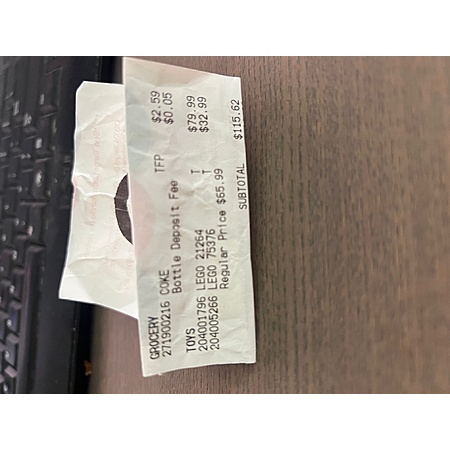 GROCERY
271900216 COKE TFP $2.59
Bottle Deposit Fee $0.05
TOYS
204001796 LEGO 21264 T $79.99
204005266 LEGO 75376 T $32.99
Regular Price $65.99
SUBTOTAL $115.62